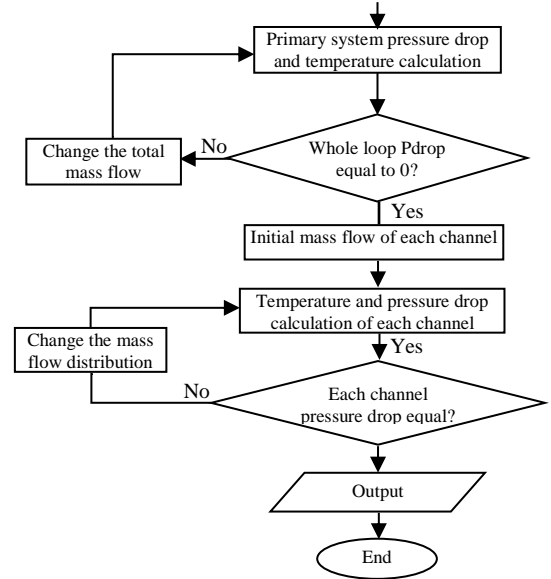 Primary system pressure drop
and temperature calculation
No
Change the total
mass flow
Whole loop Pdrop
equal to 0?
Yes
Initial mass flow of each channel
Temperature and pressure drop
calculation of each channel
Change the mass
flow distribution
Yes
No
Each channel
pressure drop equal?
Output
End